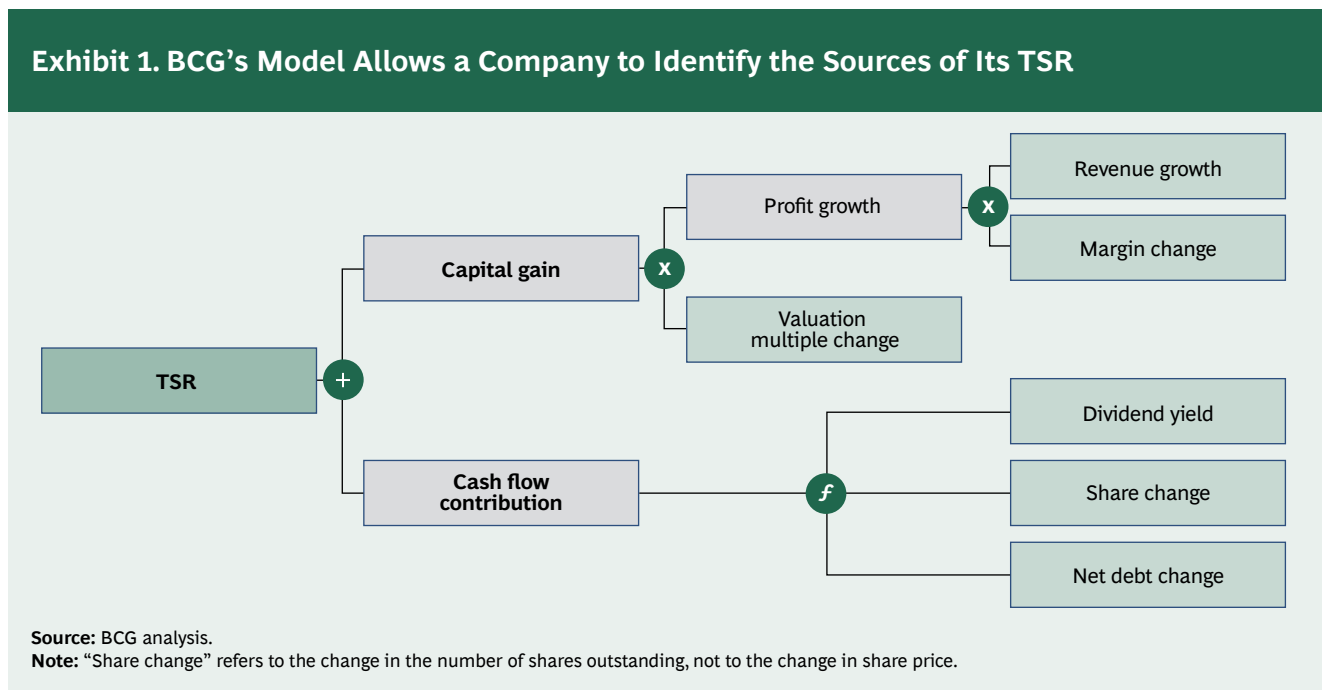 Exhibit 1. BCG’s Model Allows a Company to Identify the Sources of Its TSR
Revenue growth
Profit growth
x
Margin change
Capital gain
x
Valuation
multiple change
TSR
+
Dividend yield
Cash flow
contribution
f
Share change
Net debt change
Source: BCG analysis.
Note: “Share change” refers to the change in the number of shares outstanding, not to the change in share price.